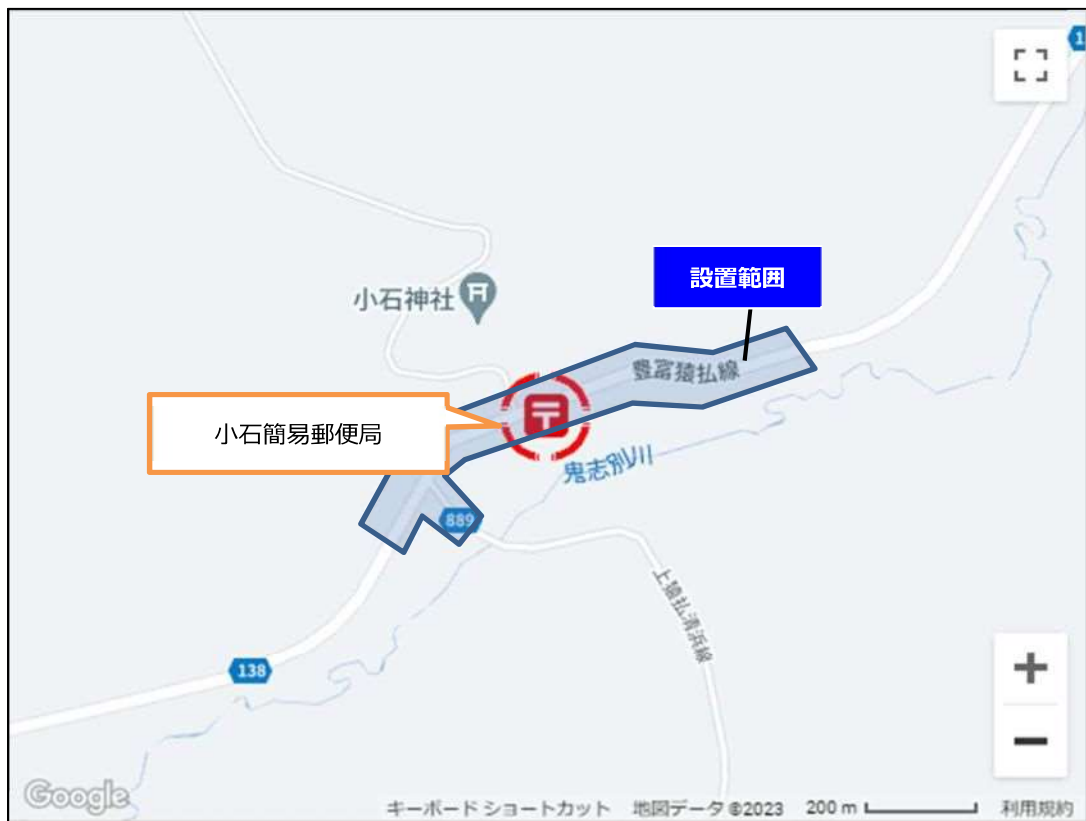 設置範囲
小石神社
豊富猿払線
小石簡易郵便局
鬼志別川
889
上猿払清浜線
138
Google
キーボード ショートカット 地図データ ©2023 200 m 利用規約